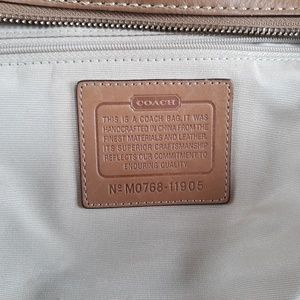 COACH
THIS IS A COACH BAG. IT WAS
HANDCRAFTED IN CHINA FROM THE
FINEST MATERIALS AND LEATHER.
ITS SUPERIOR CRAFTSMANSHIP
REFLECTS OUR COMMITMENT TO
ENDURING QUALITY.
Nº M0768-11905